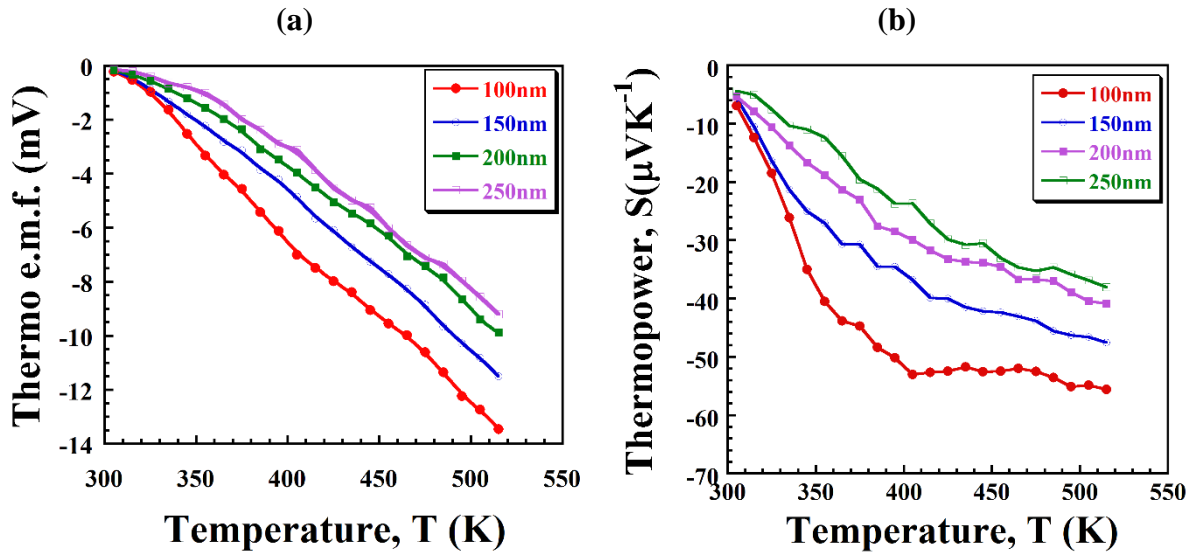 (a)
Thermo e.m.f. (mV)
0
-2
-4
-6
-8
-10
-12
-14
300
350
400
450
500
550
Temperature, T (K)
100nm
150nm
200nm
250nm
(b)
Thermopower, S(μVK⁻¹)
0
-10
-20
-30
-40
-50
-60
-70
300
350
400
450
500
550
Temperature, T (K)
100nm
150nm
200nm
250nm